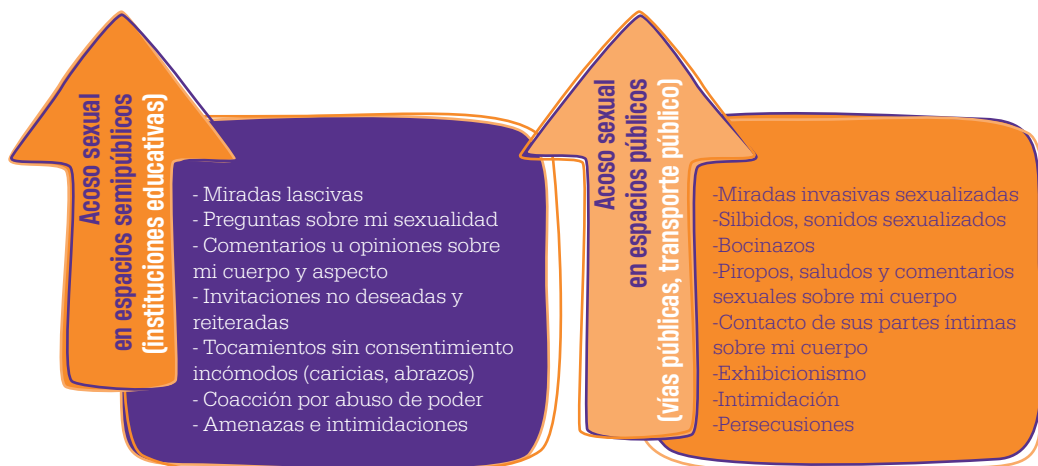 Acoso sexual
en espacios semipúblicos
(instituciones educativas)
- Miradas lascivas
- Preguntas sobre mi sexualidad
- Comentarios u opiniones sobre
mi cuerpo y aspecto
- Invitaciones no deseadas y
reiteradas
- Tocamientos sin consentimiento
incómodos (caricias, abrazos)
- Coacción por abuso de poder
- Amenazas e intimidaciones
Acoso sexual
en espacios públicos
(vías públicas, transporte público)
-Miradas invasivas sexualizadas
-Silbidos, sonidos sexualizados
-Bocinazos
-Piropos, saludos y comentarios
sexuales sobre mi cuerpo
-Contacto de sus partes íntimas
sobre mi cuerpo
-Exhibicionismo
-Intimidación
-Persecusiones